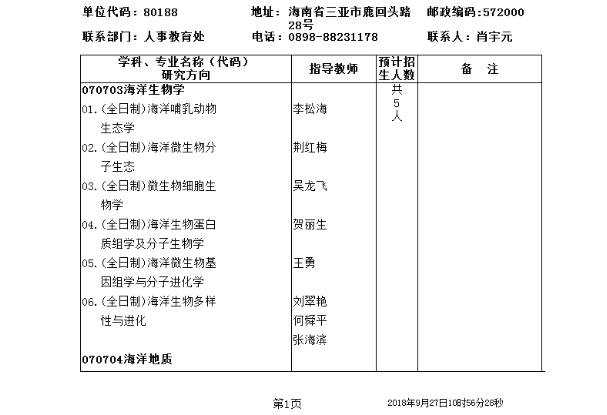 单位代码：80188 地址：海南省三亚市鹿回头路 邮政编码:572000
28号
联系部门：人事教育处 电话：0898-88231178 联系人：肖宇元
学科、专业名称（代码） 指导教师 预计招 备 注
研究方向 生人数
070703海洋生物学 共
01.(全日制)海洋哺乳动物 李松海 5
生态学 人
02.(全日制)海洋微生物分 荆红梅
子生态
03.(全日制)微生物细胞生 吴龙飞
物学
04.(全日制)海洋生物蛋白 贺丽生
质组学及分子生物学
05.(全日制)海洋微生物基 王勇
因组学与分子进化学
06.(全日制)海洋生物多样 刘翠艳
性与进化 何舜平
张海滨
070704海洋地质
第1页 2018年9月27日10时56分28秒